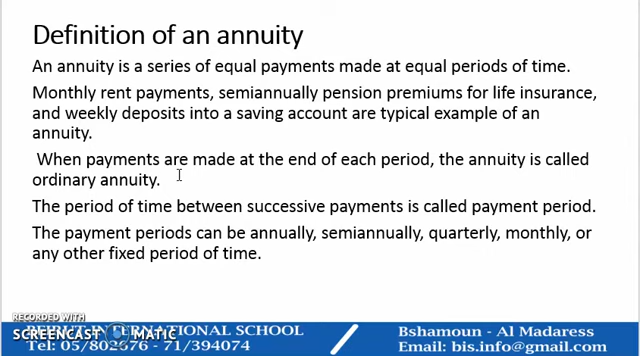 Definition of an annuity
An annuity is a series of equal payments made at equal periods of time.
Monthly rent payments, semiannually pension premiums for life insurance,
and weekly deposits into a saving account are typical example of an
annuity.
When payments are made at the end of each period, the annuity is called
ordinary annuity.
The period of time between successive payments is called payment period.
The payment periods can be annually, semiannually, quarterly, monthly, or
any other fixed period of time.
RECORDED WITH
SCREENCAST MATIC
INTERNATIONAL SCHOOL
Tel: 05/802676 - 71/394074
Bshamoun - Al Madaress
Email: bis.info@gmail.com